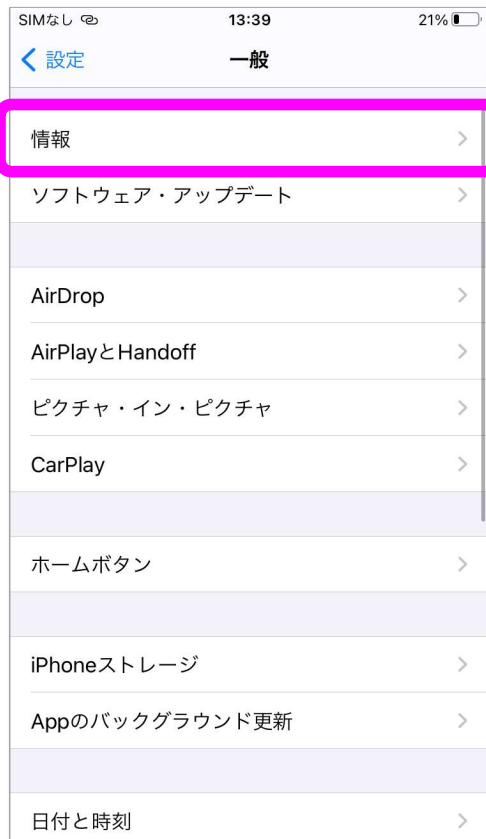 SIMなし 13:39 21%
設定 一般
情報
ソフトウェア・アップデート
AirDrop
AirPlayとHandoff
ピクチャ・イン・ピクチャ
CarPlay
ホームボタン
iPhoneストレージ
Appのバックグラウンド更新
日付と時刻